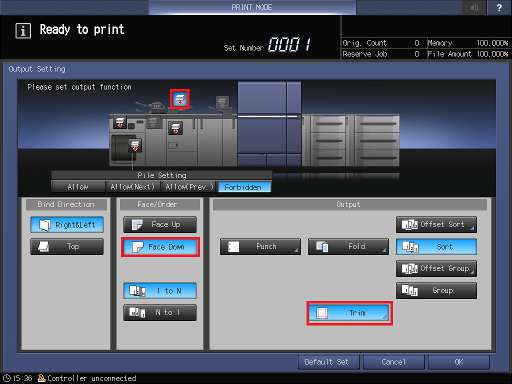 PRINT MODE
?
i Ready to print
Set Number 0001
Orig. Count 0 Memory 100.000%
Reserve Job 0 File Amount 100.000%
Output Setting
Please set output function
Pile Setting
Allow Allow(Next) Allow(Prev.) Forbidden
Bind Direction Face/Order Output
Right&Left Face Up Offset Sort
Top Face Down Punch Fold Sort
1 to N Offset Group
N to 1 Group
Trim
Default Set Cancel OK
15:36 Controller unconnected